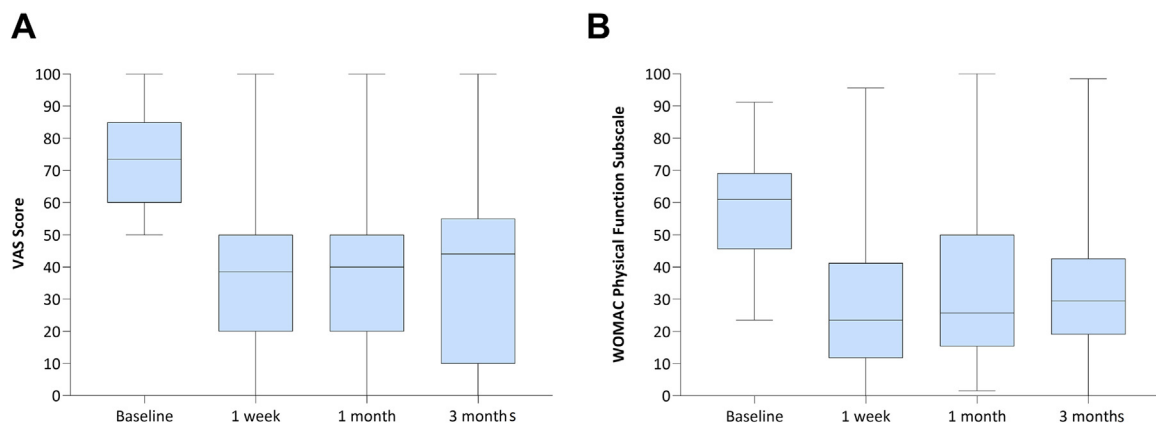 A
VAS Score
100
90
80
70
60
50
40
30
20
10
0
Baseline
1 week
1 month
3 months
B
WOMAC Physical Function Subscale
100
90
80
70
60
50
40
30
20
10
0
Baseline
1 week
1 month
3 months